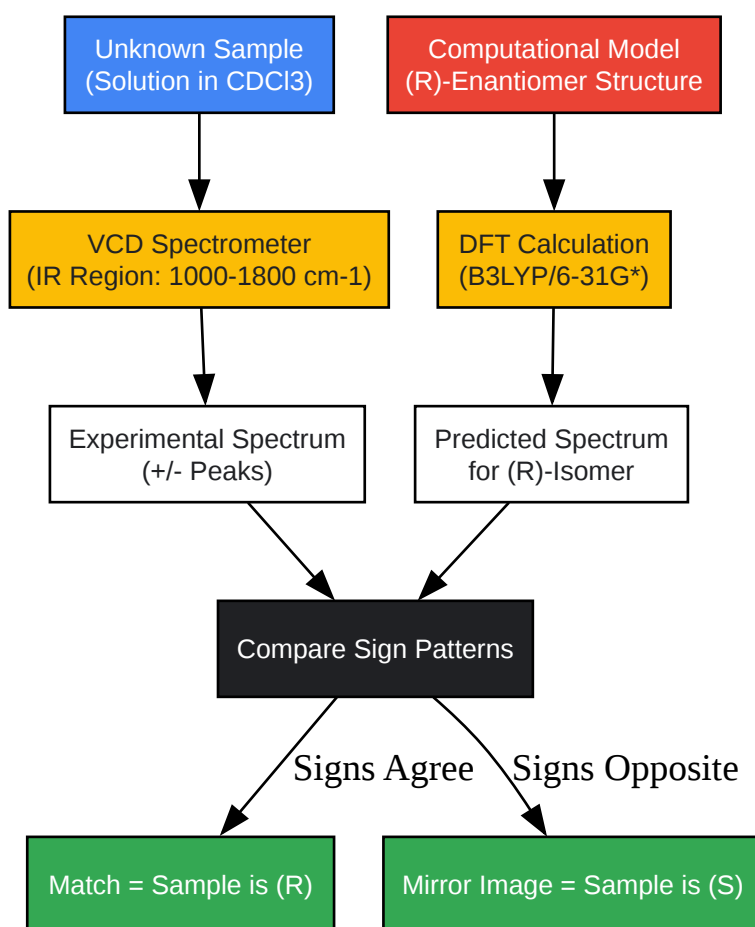 Unknown Sample
(Solution in CDCl3)
Computational Model
(R)-Enantiomer Structure
VCD Spectrometer
(IR Region: 1000-1800 cm-1)
DFT Calculation
(B3LYP/6-31G*)
Experimental Spectrum
(+/- Peaks)
Predicted Spectrum
for (R)-Isomer
Compare Sign Patterns
Signs Agree
Signs Opposite
Match = Sample is (R)
Mirror Image = Sample is (S)